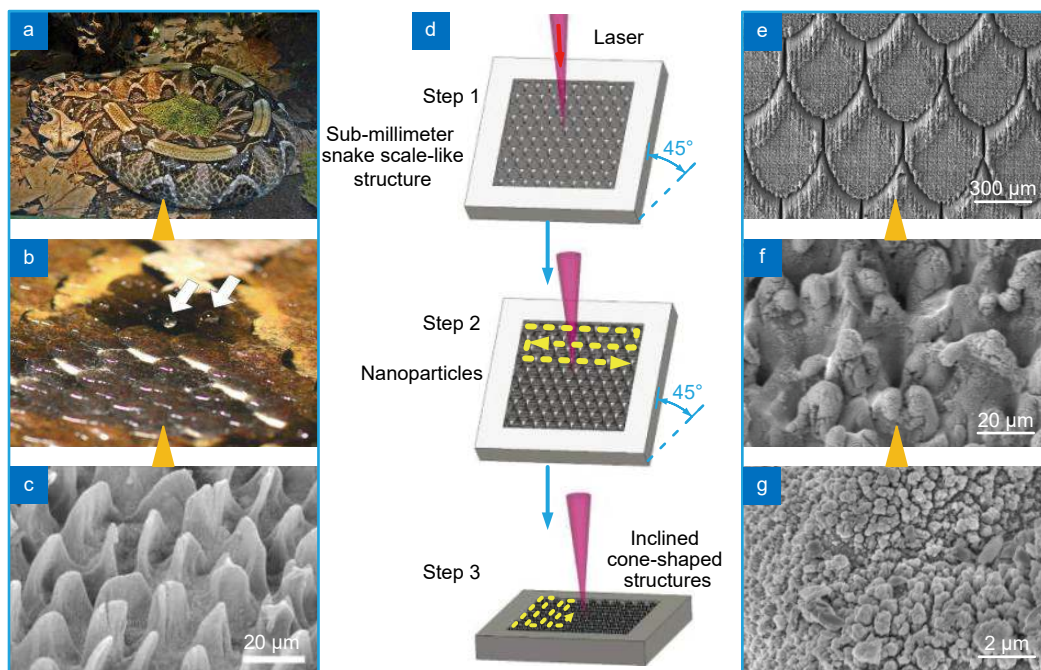 a
b
c
20 µm
d
Laser
Step 1
Sub-millimeter
snake scale-like
structure
45°
Step 2
Nanoparticles
45°
Step 3
Inclined
cone-shaped
structures
e
300 µm
f
20 µm
g
2 µm